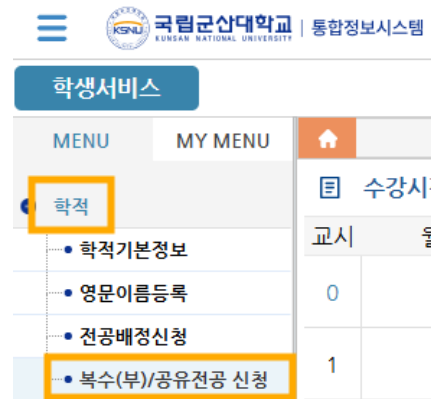 KSNU 국립군산대학교 | 통합정보시스템
KUNSAN NATIONAL UNIVERSITY
학생서비스
MENU MY MENU
학적
학적기본정보
영문이름등록
전공배정신청
복수(부)/공유전공 신청
수강시
교시
0
1